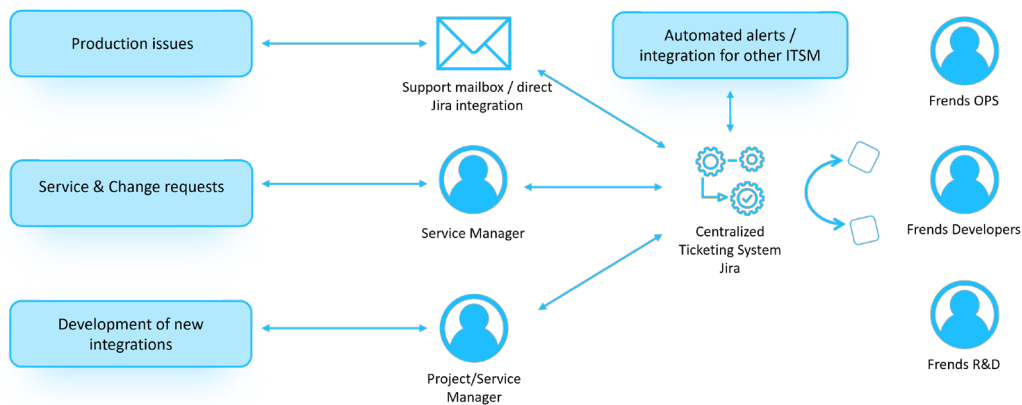 Production issues
Support mailbox / direct
Jira integration
Automated alerts /
integration for other ITSM
Frends OPS
Service & Change requests
Service Manager
Centralized
Ticketing System
Jira
Frends Developers
Development of new
integrations
Project/Service
Manager
Frends R&D